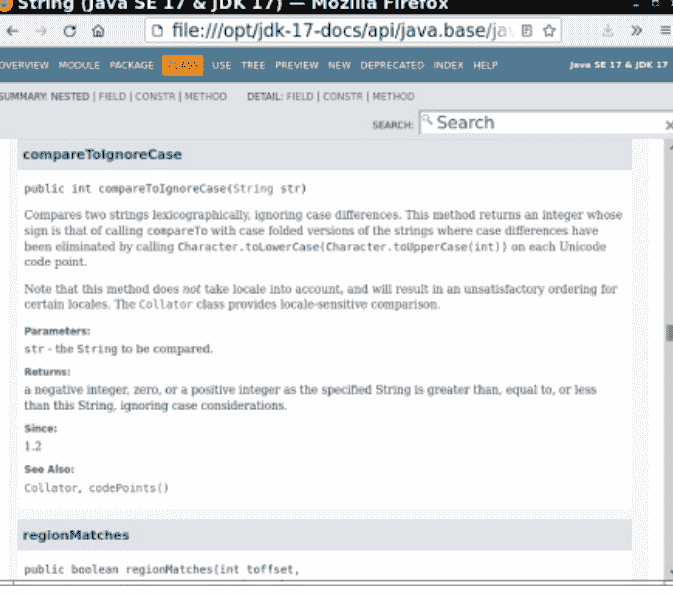 String (Java SE 17 & JDK 17) — Mozilla Firefox
file:///opt/jdk-17-docs/api/java.base/ja
OVERVIEW MODULE PACKAGE CLASS USE TREE PREVIEW NEW DEPRECATED INDEX HELP Java SE 17 & JDK 17
SUMMARY: NESTED | FIELD | CONSTR | METHOD DETAIL: FIELD | CONSTR | METHOD
SEARCH: Search
compareToIgnoreCase
public int compareToIgnoreCase(String str)
Compares two strings lexicographically, ignoring case differences. This method returns an integer whose
sign is that of calling compareTo with case folded versions of the strings where case differences have
been eliminated by calling Character.toLowerCase(Character.toUpperCase(int)) on each Unicode
code point.
Note that this method does not take locale into account, and will result in an unsatisfactory ordering for
certain locales. The Collator class provides locale-sensitive comparison.
Parameters:
str - the String to be compared.
Returns:
a negative integer, zero, or a positive integer as the specified String is greater than, equal to, or less
than this String, ignoring case considerations.
Since:
1.2
See Also:
Collator, codePoints()
regionMatches
public boolean regionMatches(int toffset,